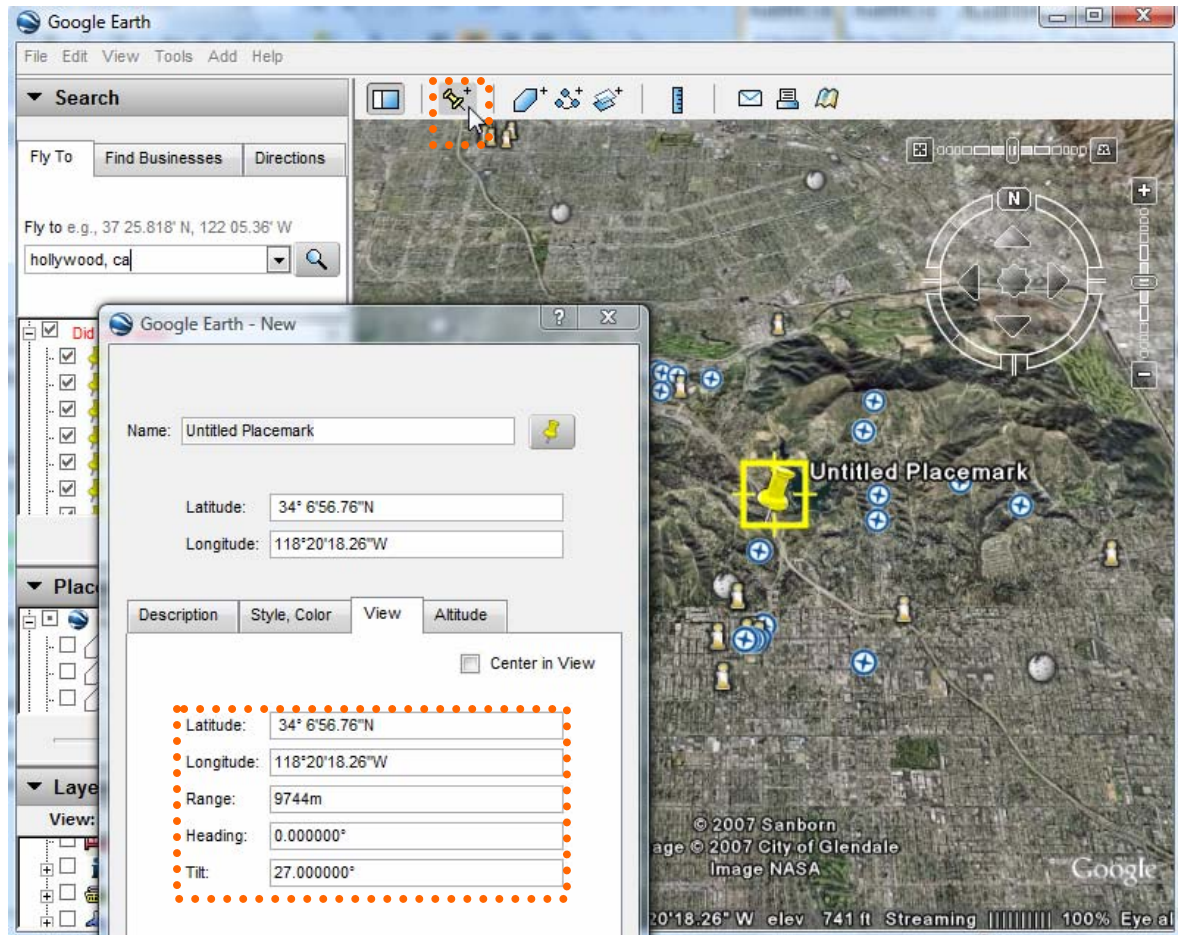 Google Earth
File Edit View Tools Add Help
Search
Fly To Find Businesses Directions
Fly to e.g., 37 25.818' N, 122 05.36' W
hollywood, ca
Did
Google Earth - New
Name: Untitled Placemark
Latitude: 34° 6'56.76"N
Longitude: 118°20'18.26"W
Description Style, Color View Altitude
Center in View
Latitude: 34° 6'56.76"N
Longitude: 118°20'18.26"W
Range: 9744m
Heading: 0.000000°
Tilt: 27.000000°
Plac
Laye
View:
N
Untitled Placemark
© 2007 Sanborn
age © 2007 City of Glendale
Image NASA
Google
20'18.26" W elev 741 ft Streaming 100% Eye al